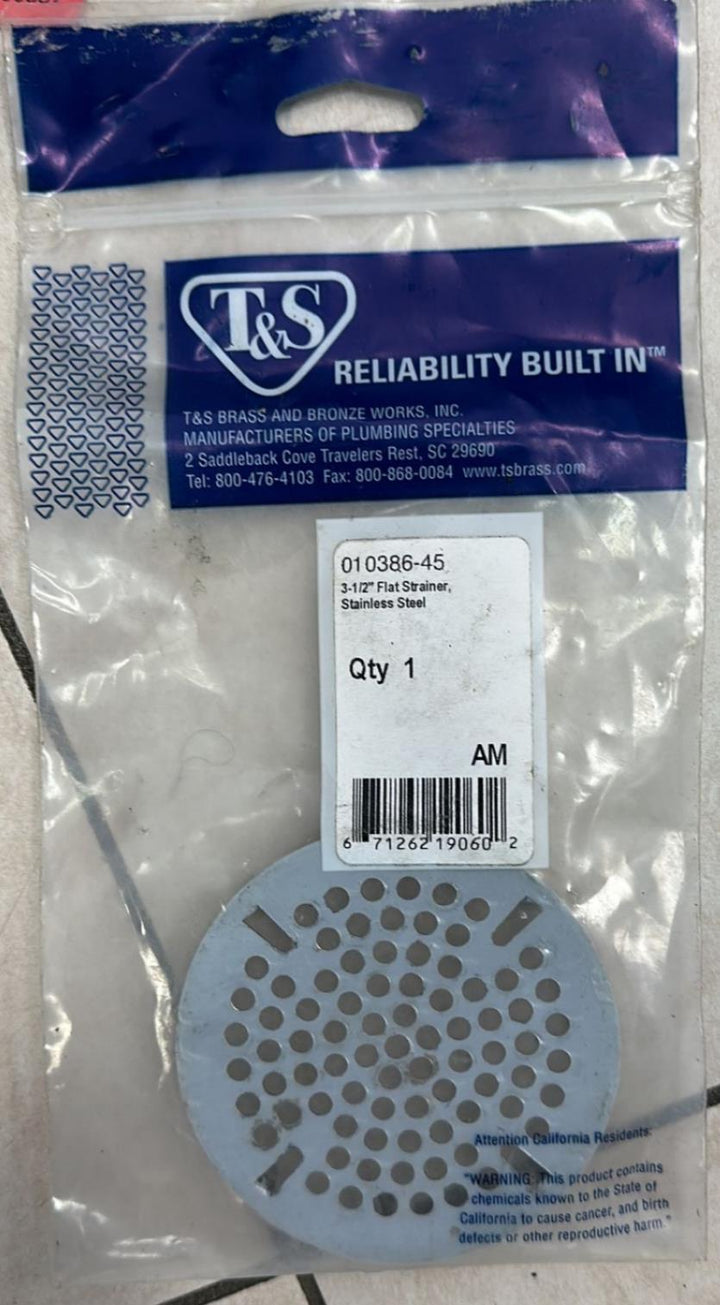 T&S
RELIABILITY BUILT IN™
T&S BRASS AND BRONZE WORKS, INC.
MANUFACTURERS OF PLUMBING SPECIALTIES
2 Saddleback Cove Travelers Rest, SC 29690
Tel: 800-476-4103 Fax: 800-868-0084 www.tsbrass.com
010386-45
3-1/2" Flat Strainer,
Stainless Steel
Qty 1
AM
6 71262 19060 2
Attention California Residents:
"WARNING: This product contains
chemicals known to the State of
California to cause cancer, and birth
defects or other reproductive harm."